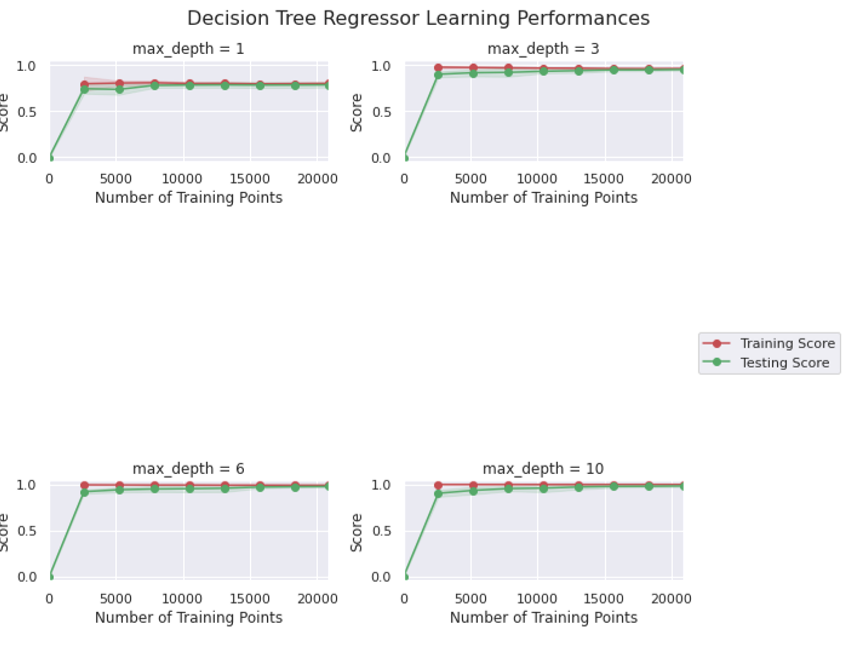 Decision Tree Regressor Learning Performances
max_depth = 1
max_depth = 3
1.0
0.5
0.0
Score
0 5000 10000 15000 20000
Number of Training Points
1.0
0.5
0.0
Score
0 5000 10000 15000 20000
Number of Training Points
Training Score
Testing Score
max_depth = 6
max_depth = 10
1.0
0.5
0.0
Score
0 5000 10000 15000 20000
Number of Training Points
1.0
0.5
0.0
Score
0 5000 10000 15000 20000
Number of Training Points